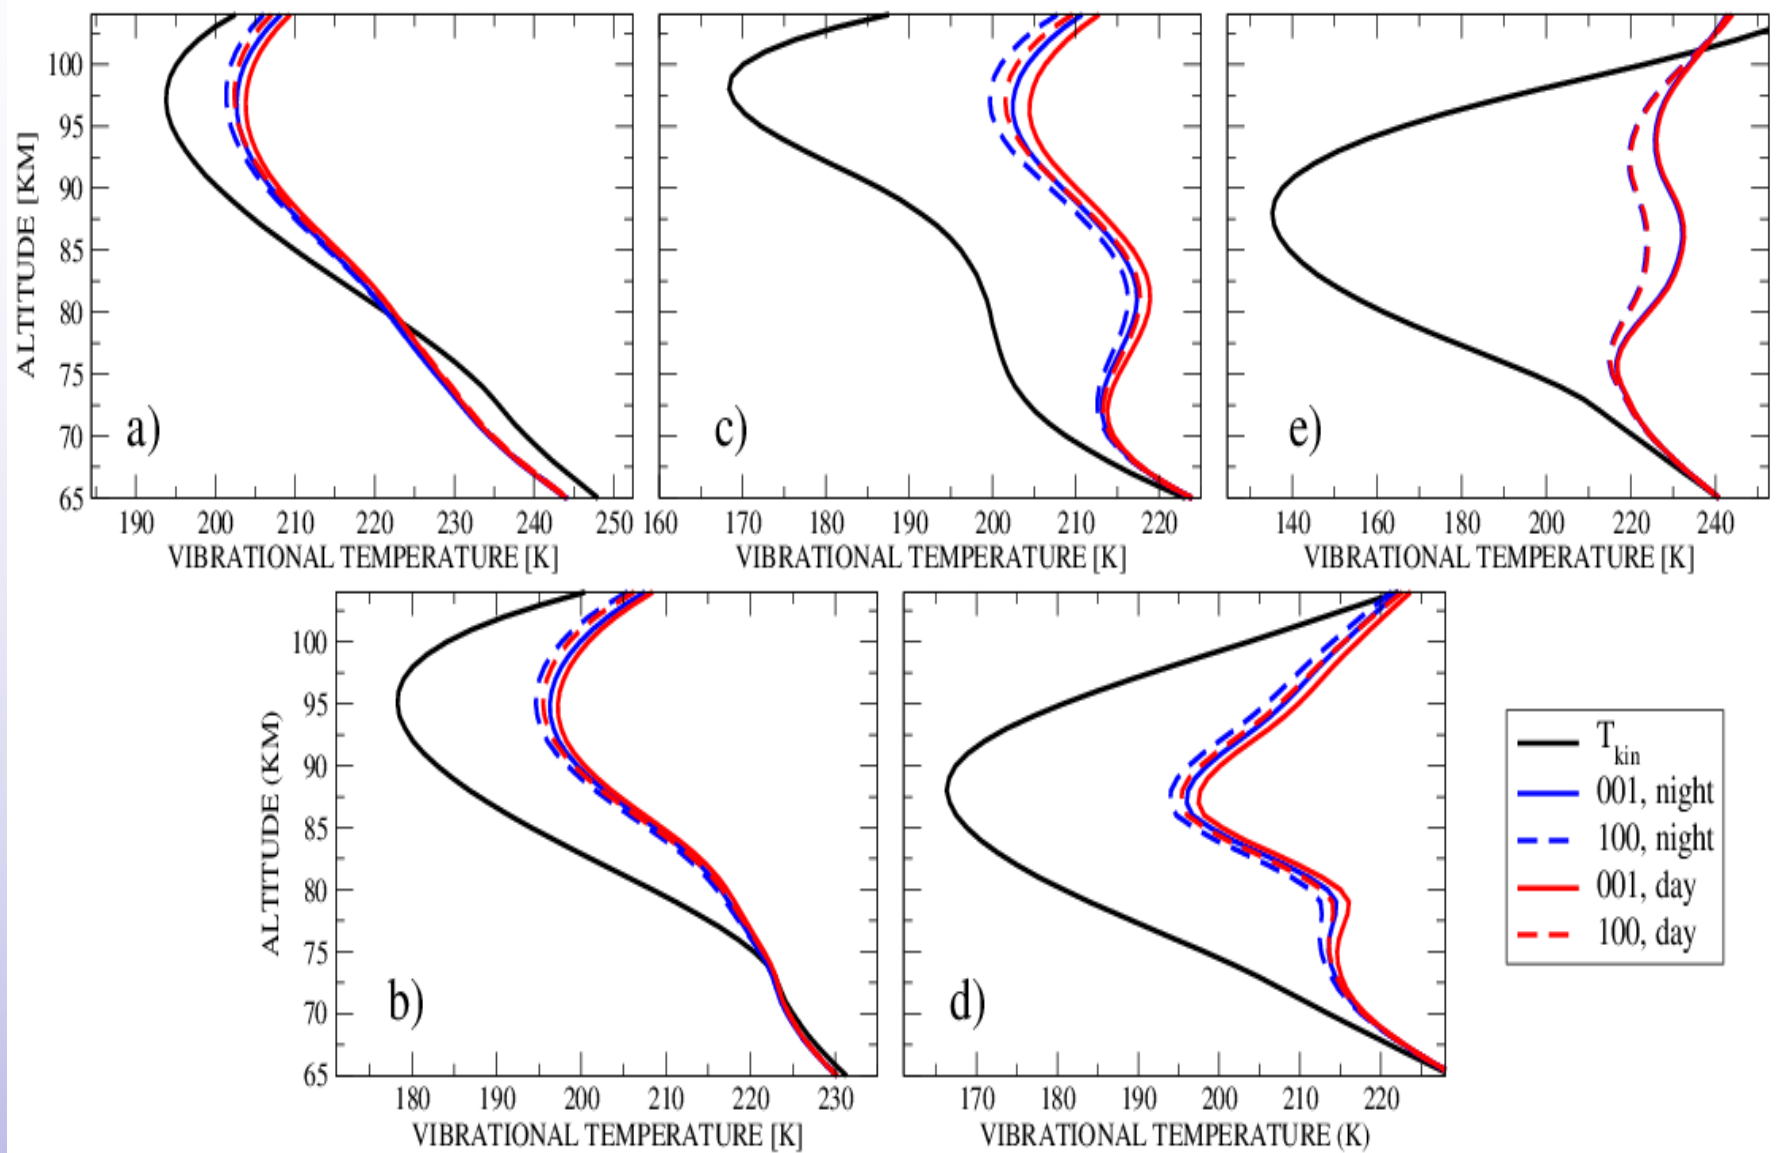 ALTITUDE [KM]
100
95
90
85
80
75
70
65
a)
190 200 210 220 230 240 250
VIBRATIONAL TEMPERATURE [K]
c)
160 170 180 190 200 210 220
VIBRATIONAL TEMPERATURE [K]
e)
140 160 180 200 220 240
VIBRATIONAL TEMPERATURE [K]
ALTITUDE (KM)
100
95
90
85
80
75
70
65
b)
180 190 200 210 220 230
VIBRATIONAL TEMPERATURE [K]
d)
170 180 190 200 210 220
VIBRATIONAL TEMPERATURE (K)
Tkin
001, night
100, night
001, day
100, day